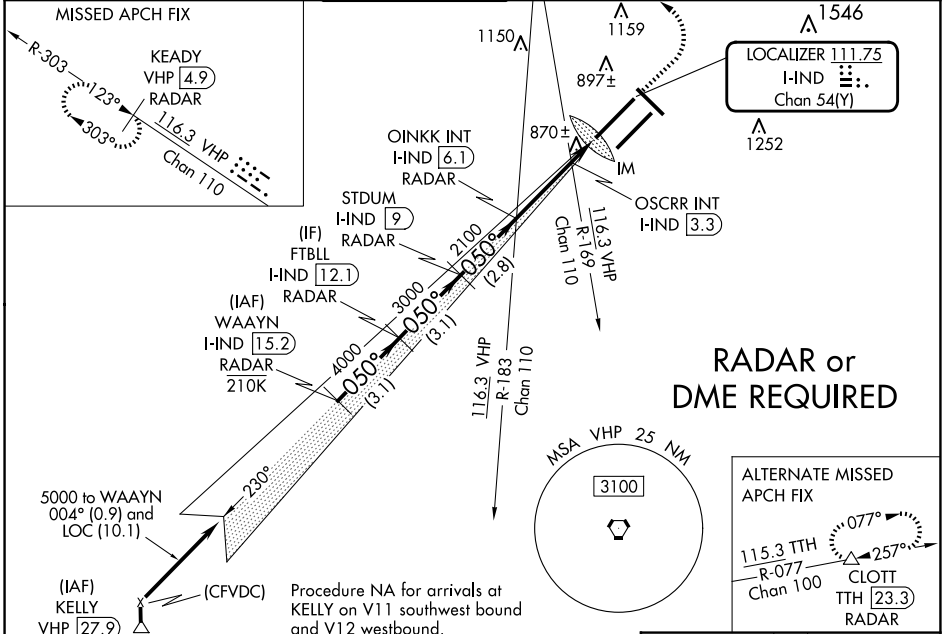 MISSED APCH FIX
R-303
KEADY
VHP 4.9
RADAR
123°
303°
116.3 VHP
Chan 110
1150
1159
897±
870±
1546
LOCALIZER 111.75
I-IND
Chan 54(Y)
1252
OINKK INT
I-IND 6.1
RADAR
IM
OSCRR INT
I-IND 3.3
STDUM
I-IND 9
RADAR
(IF)
FTBLL
I-IND 12.1
RADAR
(IAF)
WAAYN
I-IND 15.2
RADAR
210K
2100
050°
(2.8)
3000
050°
(3.1)
4000
050°
(3.1)
116.3 VHP
R-169
Chan 110
116.3 VHP
R-183
Chan 110
RADAR or
DME REQUIRED
230°
5000 to WAAYN
004° (0.9) and
LOC (10.1)
(IAF)
KELLY
VHP 27.9
(CFVDC)
Procedure NA for arrivals at
KELLY on V11 southwest bound
and V12 westbound.
MSA VHP 25 NM
3100
ALTERNATE MISSED
APCH FIX
077°
257°
115.3 TTH
R-077
Chan 100
CLOTT
TTH 23.3
RADAR